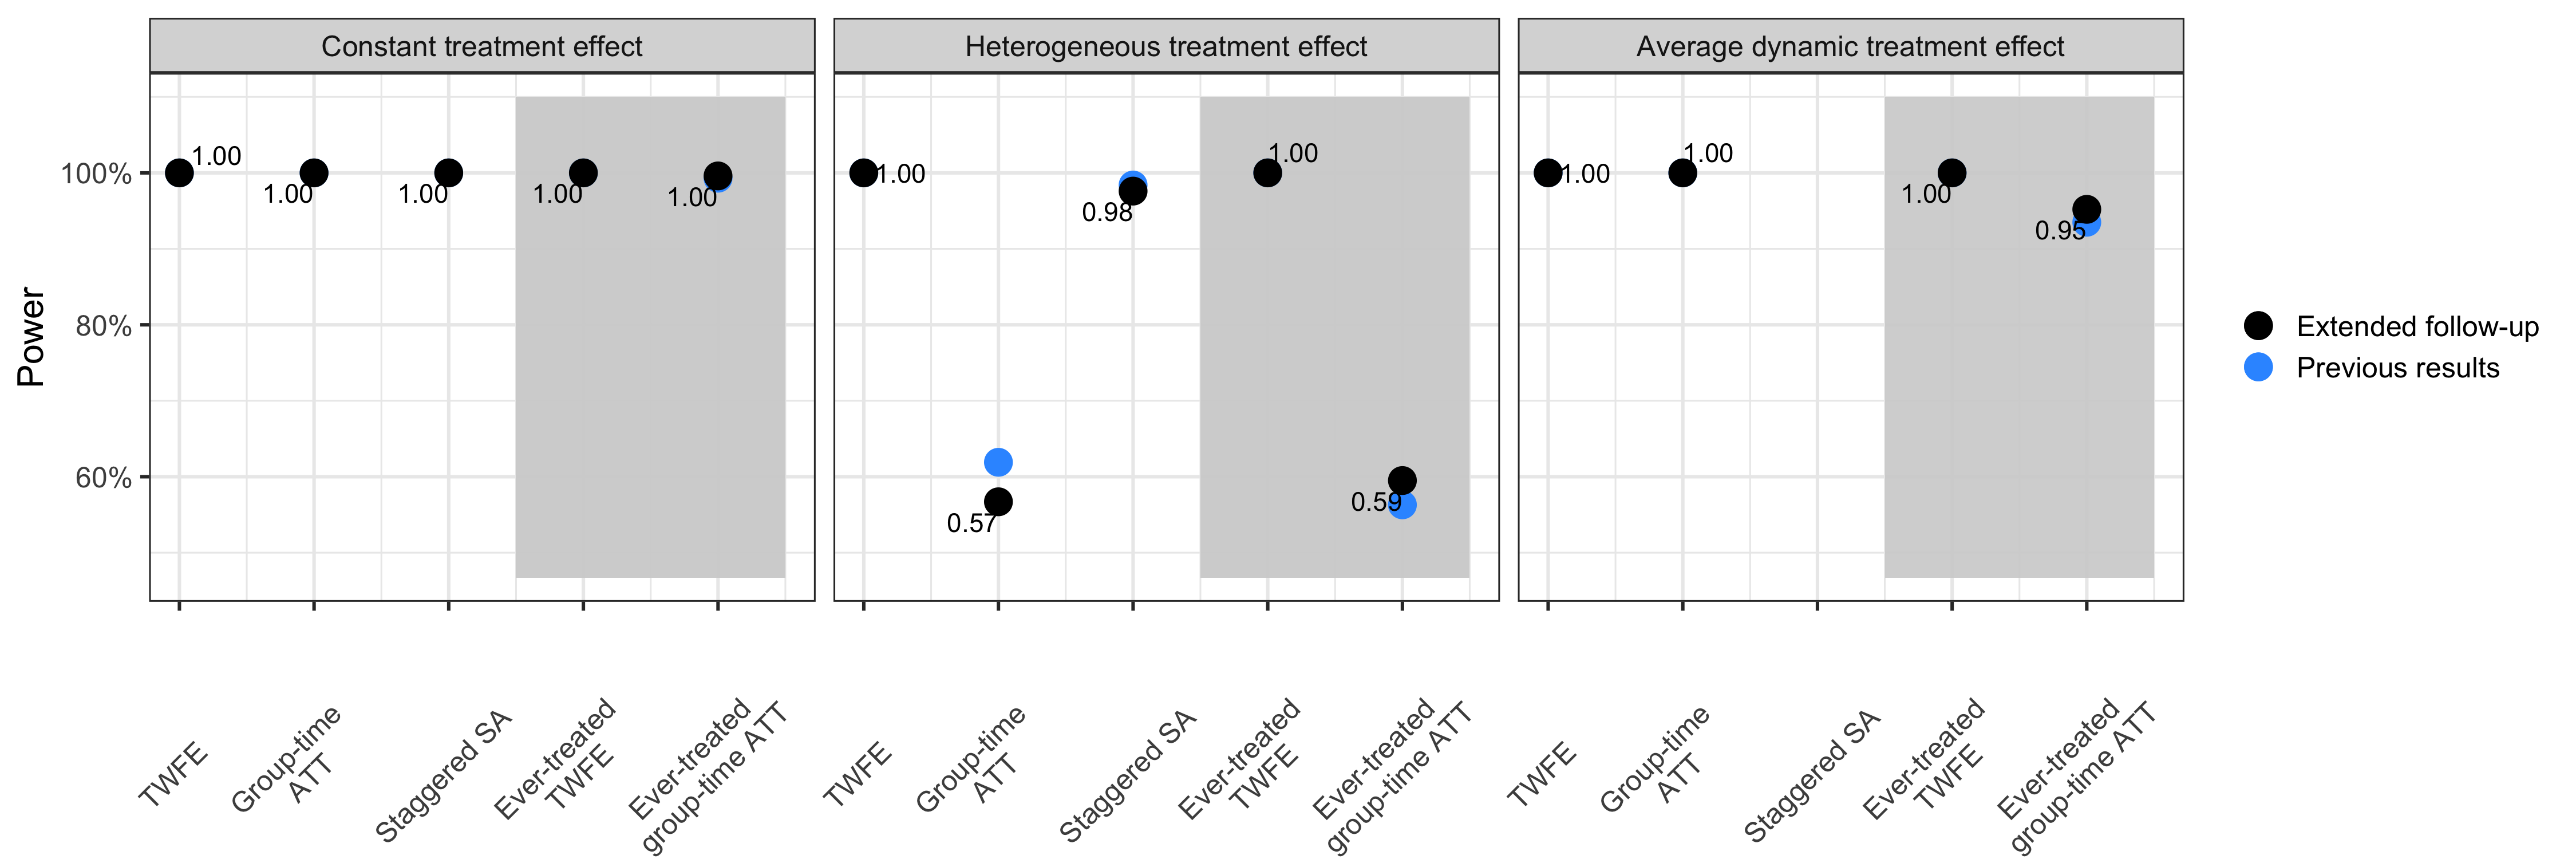 Constant treatment effect
Heterogeneous treatment effect
Average dynamic treatment effect
Power
100%
80%
60%
1.00
1.00
1.00
1.00
1.00
1.00
0.57
0.98
1.00
0.59
1.00
1.00
1.00
0.95
TWFE
Group-time
ATT
Staggered SA
Ever-treated
TWFE
Ever-treated
group-time ATT
TWFE
Group-time
ATT
Staggered SA
Ever-treated
TWFE
Ever-treated
group-time ATT
TWFE
Group-time
ATT
Staggered SA
Ever-treated
TWFE
Ever-treated
group-time ATT
Extended follow-up
Previous results